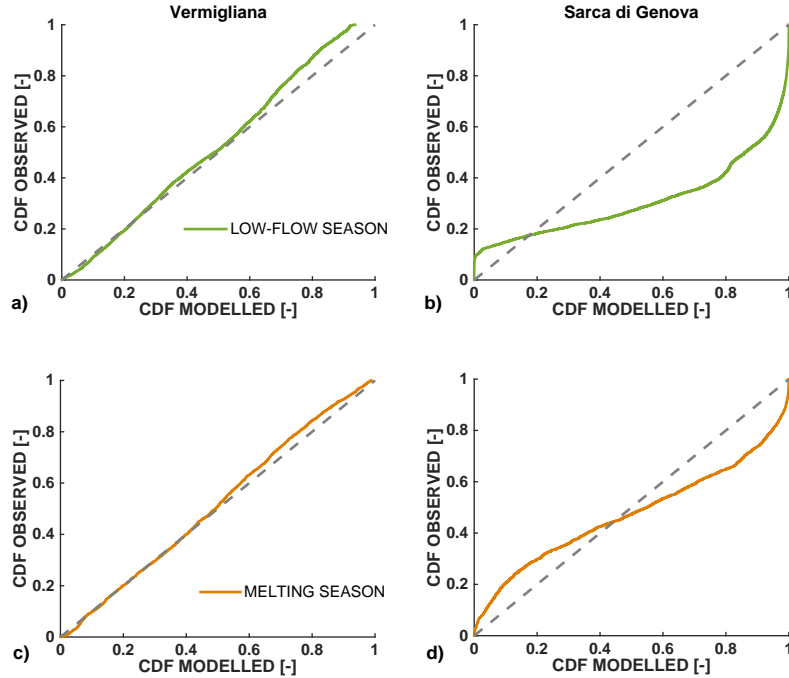 Vermigliana
Sarca di Genova
CDF OBSERVED [-]
1
0.8
0.6
0.4
0.2
0
LOW-FLOW SEASON
0 0.2 0.4 0.6 0.8 1
CDF MODELLED [-]
a)
CDF OBSERVED [-]
1
0.8
0.6
0.4
0.2
0
0 0.2 0.4 0.6 0.8 1
CDF MODELLED [-]
b)
CDF OBSERVED [-]
1
0.8
0.6
0.4
0.2
0
MELTING SEASON
0 0.2 0.4 0.6 0.8 1
CDF MODELLED [-]
c)
CDF OBSERVED [-]
1
0.8
0.6
0.4
0.2
0
0 0.2 0.4 0.6 0.8 1
CDF MODELLED [-]
d)